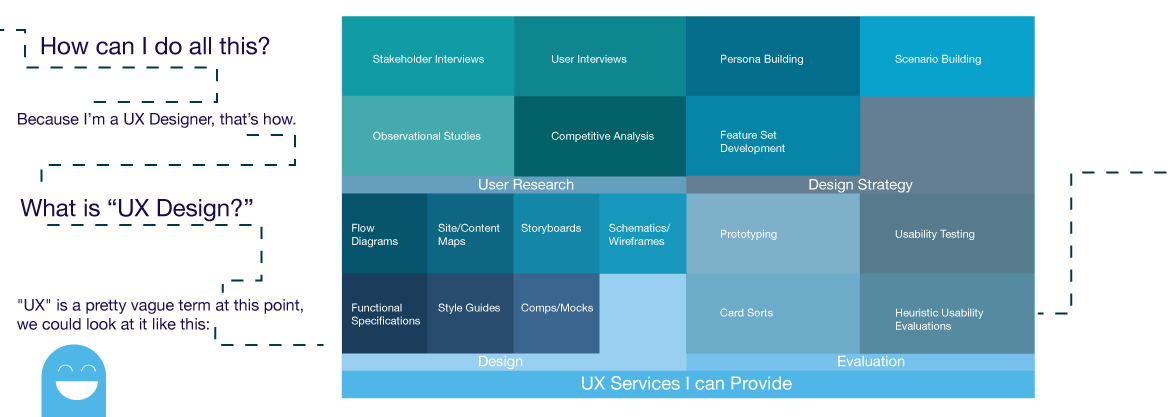 How can I do all this?
Because I’m a UX Designer, that’s how.
What is “UX Design?”
"UX" is a pretty vague term at this point,
we could look at it like this:
Stakeholder Interviews
User Interviews
Persona Building
Scenario Building
Observational Studies
Competitive Analysis
Feature Set
Development
User Research
Design Strategy
Flow
Diagrams
Site/Content
Maps
Storyboards
Schematics/
Wireframes
Prototyping
Usability Testing
Functional
Specifications
Style Guides
Comps/Mocks
Card Sorts
Heuristic Usability
Evaluations
Design
Evaluation
UX Services I can Provide